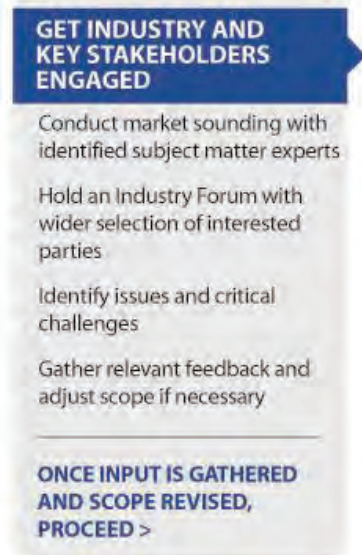 GET INDUSTRY AND
KEY STAKEHOLDERS
ENGAGED
Conduct market sounding with
identified subject matter experts
Hold an Industry Forum with
wider selection of interested
parties
Identify issues and critical
challenges
Gather relevant feedback and
adjust scope if necessary
ONCE INPUT IS GATHERED
AND SCOPE REVISED,
PROCEED >